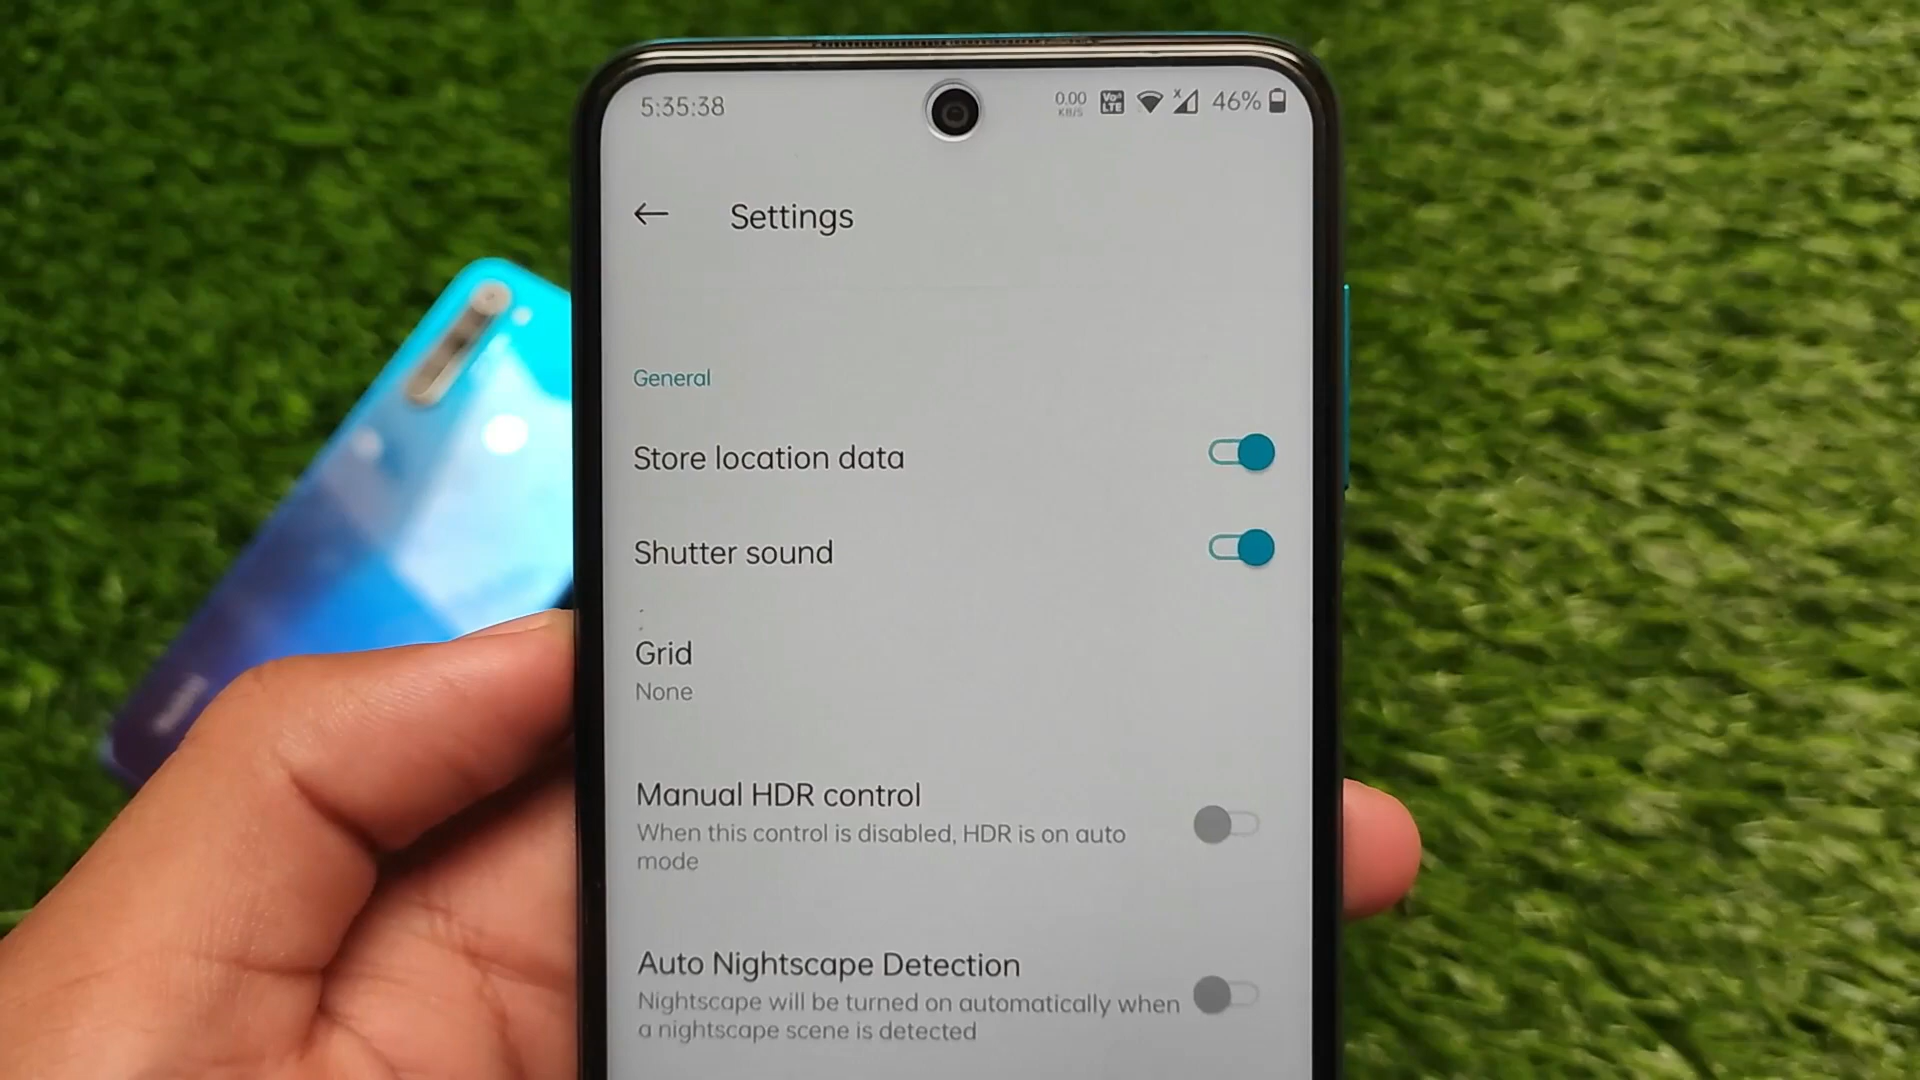 5:35:38
0.00
KB/S
Vo
LTE
46%
Settings
General
Store location data
Shutter sound
Grid
None
Manual HDR control
When this control is disabled, HDR is on auto
mode
Auto Nightscape Detection
Nightscape will be turned on automatically when
a nightscape scene is detected